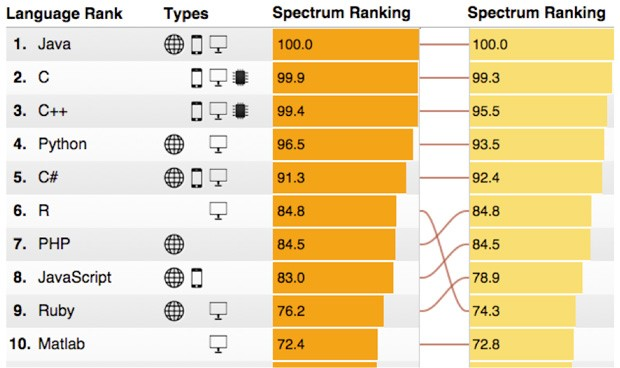 Language Rank Types Spectrum Ranking Spectrum Ranking
1. Java 100.0 100.0
2. C 99.9 99.3
3. C++ 99.4 95.5
4. Python 96.5 93.5
5. C# 91.3 92.4
6. R 84.8 84.8
7. PHP 84.5 84.5
8. JavaScript 83.0 78.9
9. Ruby 76.2 74.3
10. Matlab 72.4 72.8